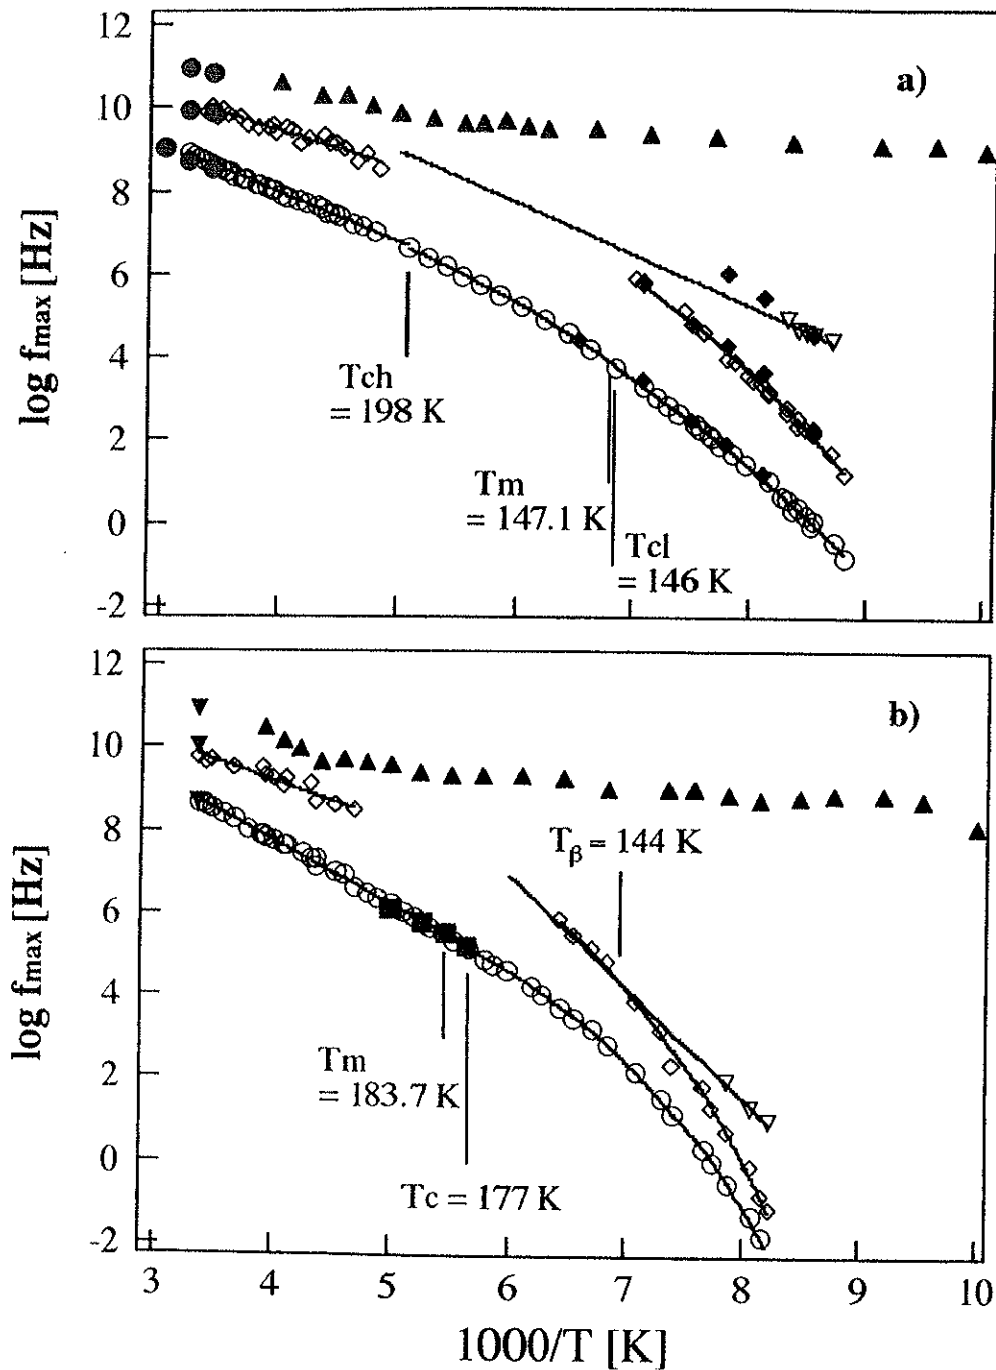 12
10
8
6
4
2
0
-2
log fmax [Hz]
a)
Tch
= 198 K
Tm
= 147.1 K
Tcl
= 146 K
12
10
8
6
4
2
0
-2
log fmax [Hz]
b)
Tβ = 144 K
Tm
= 183.7 K
Tc = 177 K
3 4 5 6 7 8 9 10
1000/T [K]